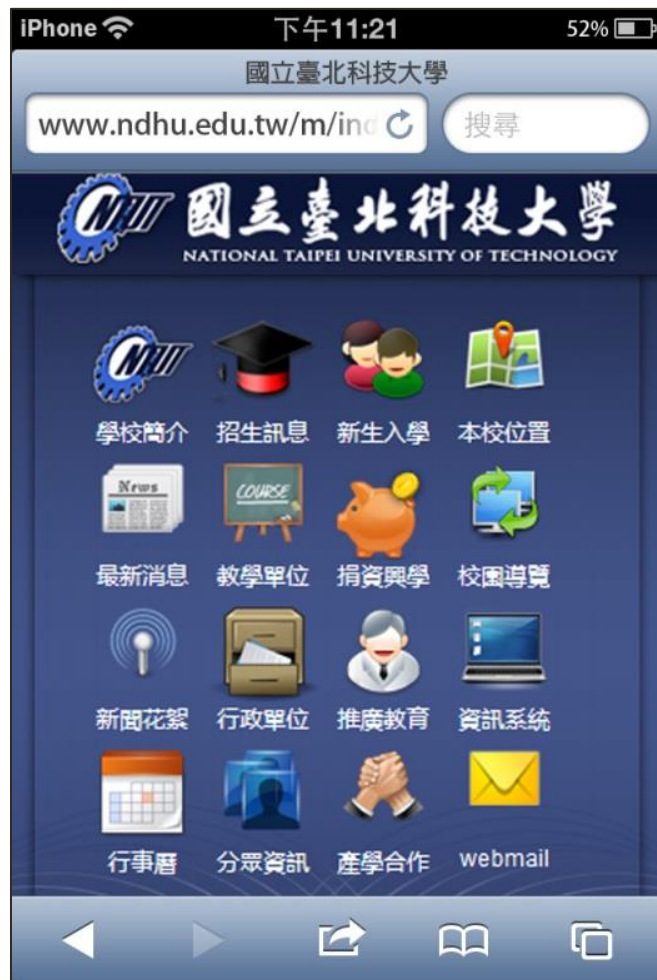 iPhone 下午11:21 52%
國立臺北科技大學
www.ndhu.edu.tw/m/ind 搜尋
NTUT 國立臺北科技大學
NATIONAL TAIPEI UNIVERSITY OF TECHNOLOGY
NTUT
學校簡介 招生訊息 新生入學 本校位置
News COURSE
最新消息 教學單位 捐資興學 校園導覽
新聞花絮 行政單位 推廣教育 資訊系統
行事曆 分眾資訊 產學合作 webmail